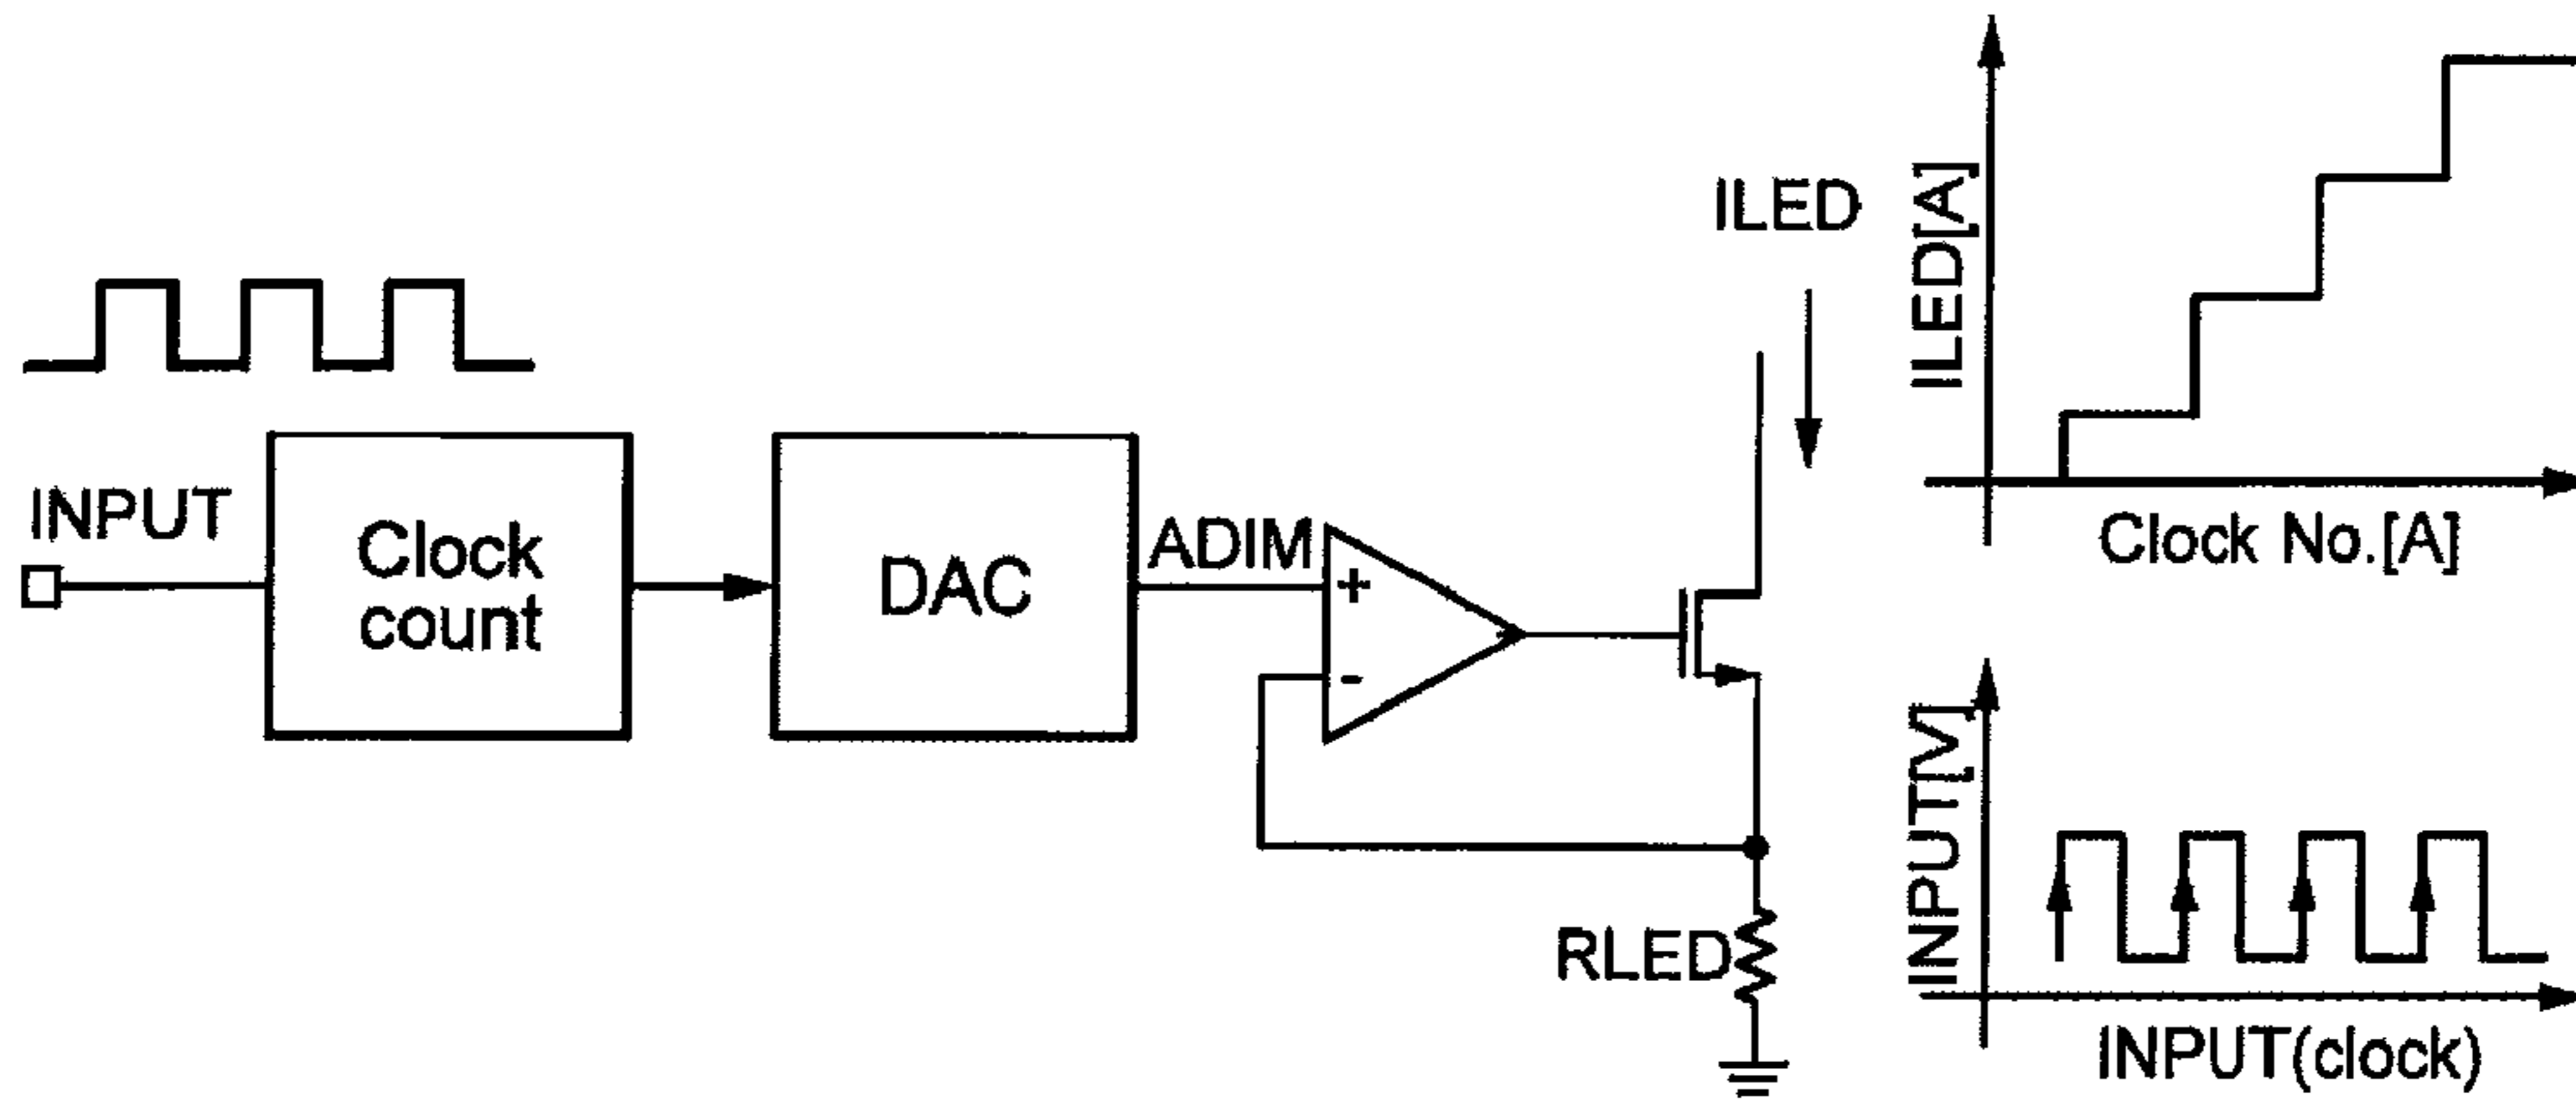 INPUT
Clock
count
DAC
ADIM
+
-
ILED
RLED
ILED[A]
Clock No.[A]
INPUT[V]
INPUT(clock)